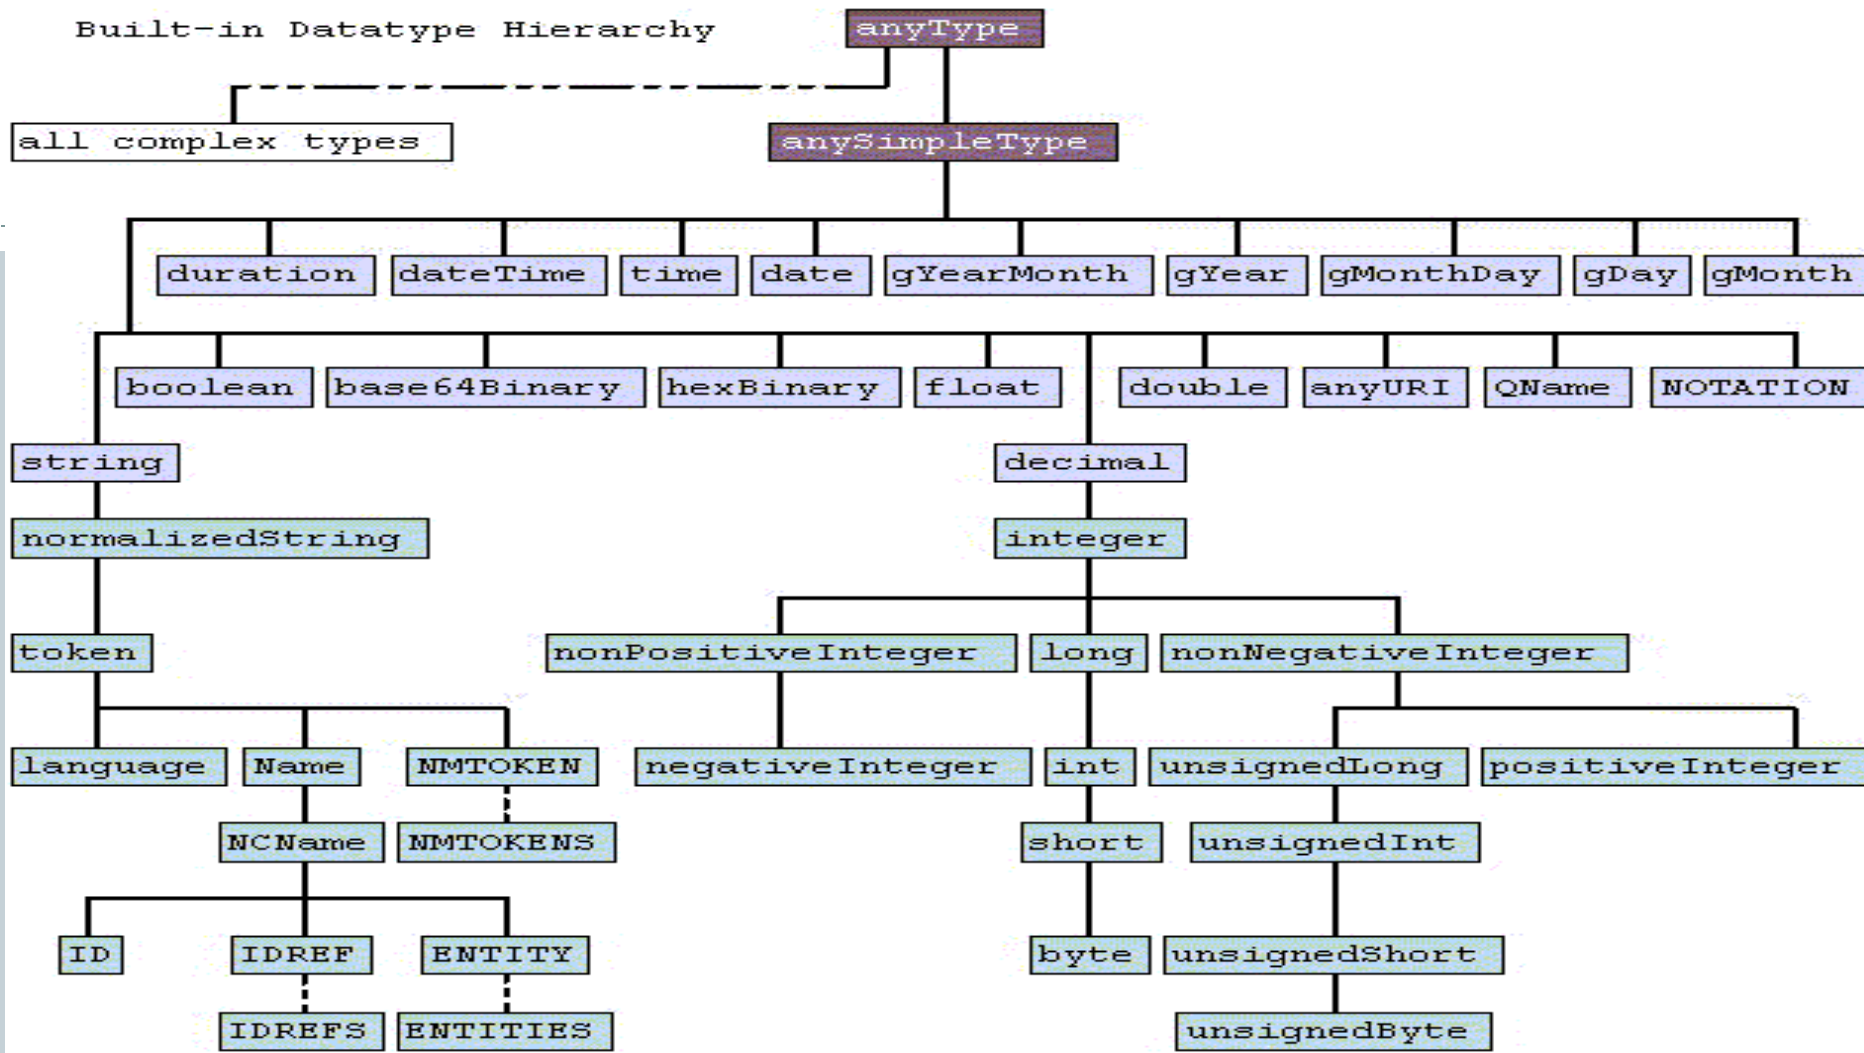 Built-in Datatype Hierarchy anyType
all complex types anySimpleType
duration dateTime time date gYearMonth gYear gMonthDay gDay gMonth
boolean base64Binary hexBinary float double anyURI QName NOTATION
string decimal
normalizedString integer
token nonPositiveInteger long nonNegativeInteger
language Name NMTOKEN negativeInteger int unsignedLong positiveInteger
NCName NMTOKENS short unsignedInt
ID IDREF ENTITY byte unsignedShort
IDREFS ENTITIES unsignedByte